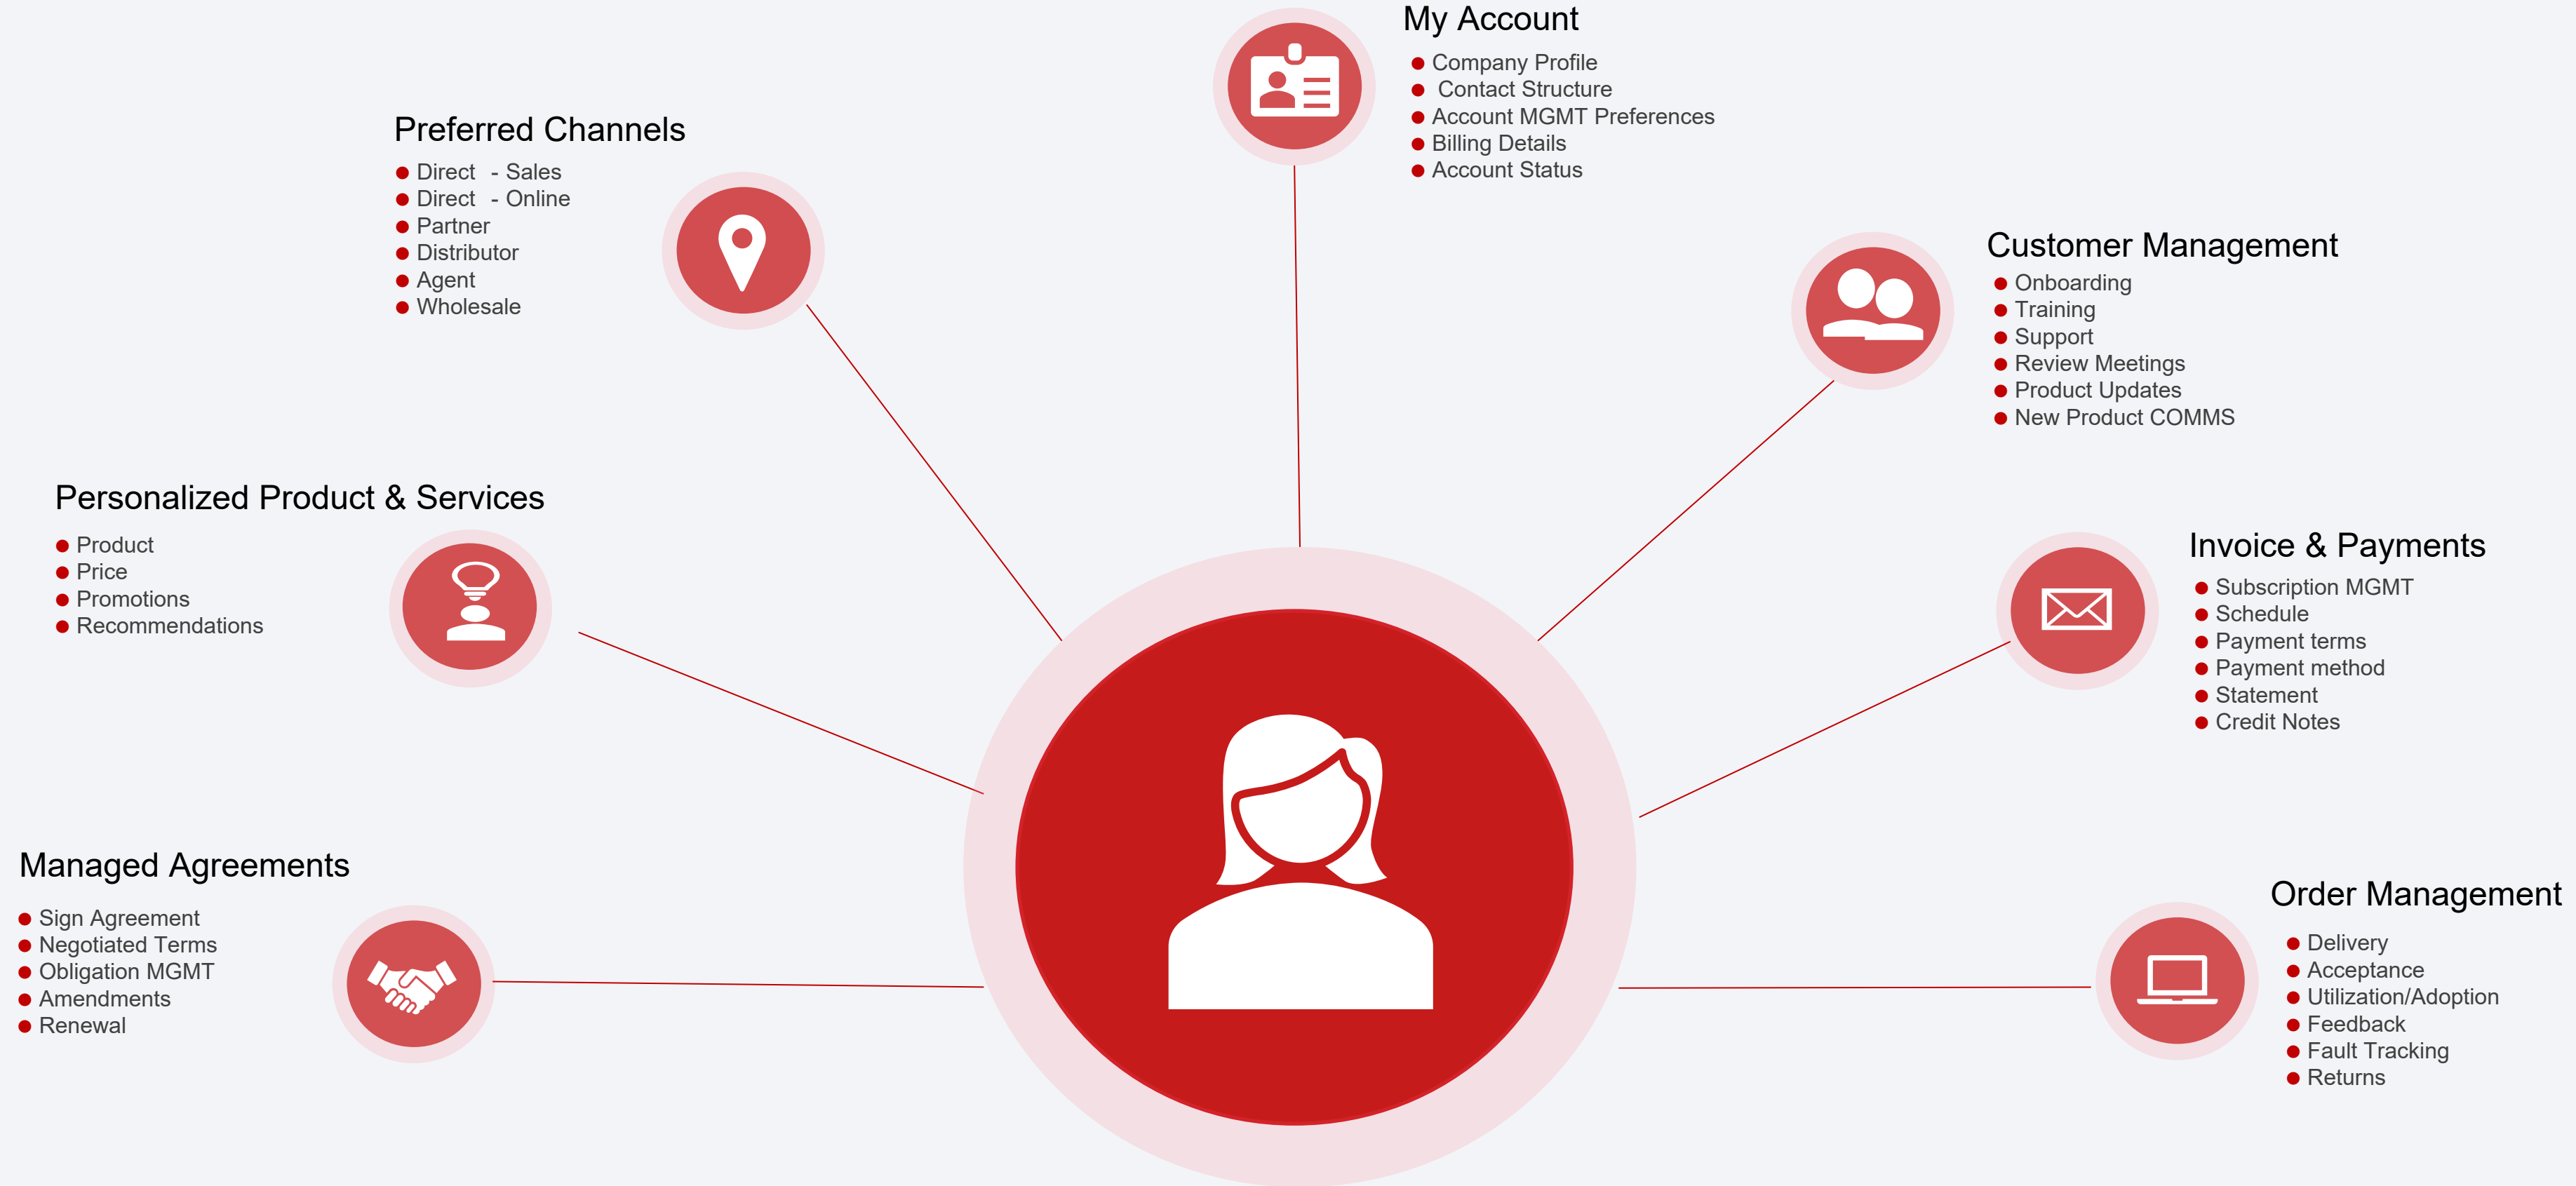 My Account
Company Profile
Contact Structure
Account MGMT Preferences
Billing Details
Account Status
Preferred Channels
Direct - Sales
Direct - Online
Partner
Distributor
Agent
Wholesale
Customer Management
Onboarding
Training
Support
Review Meetings
Product Updates
New Product COMMS
Personalized Product & Services
Product
Price
Promotions
Recommendations
Invoice & Payments
Subscription MGMT
Schedule
Payment terms
Payment method
Statement
Credit Notes
Managed Agreements
Sign Agreement
Negotiated Terms
Obligation MGMT
Amendments
Renewal
Order Management
Delivery
Acceptance
Utilization/Adoption
Feedback
Fault Tracking
Returns